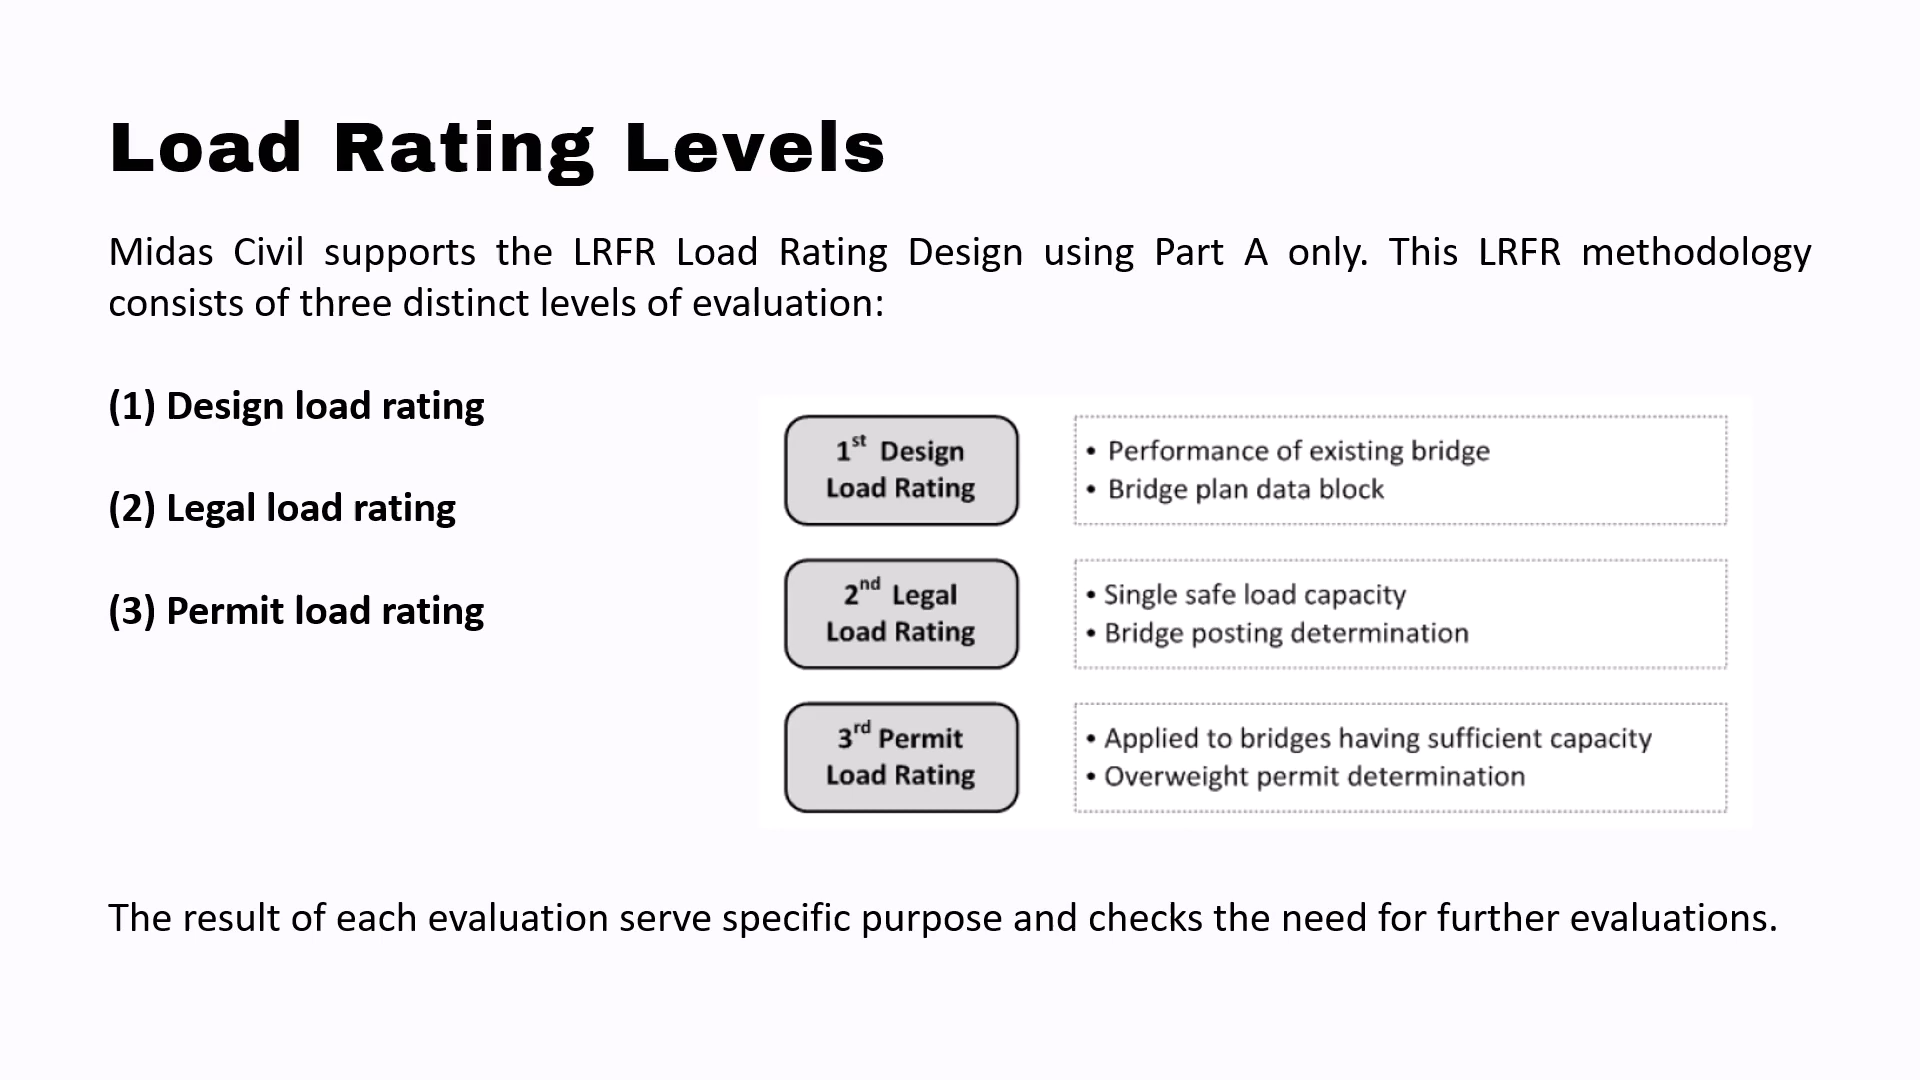 Load Rating Levels
Midas Civil supports the LRFR Load Rating Design using Part A only. This LRFR methodology
consists of three distinct levels of evaluation:
(1) Design load rating
(2) Legal load rating
(3) Permit load rating
1st Design
Load Rating
• Performance of existing bridge
• Bridge plan data block
2nd Legal
Load Rating
• Single safe load capacity
• Bridge posting determination
3rd Permit
Load Rating
• Applied to bridges having sufficient capacity
• Overweight permit determination
The result of each evaluation serve specific purpose and checks the need for further evaluations.